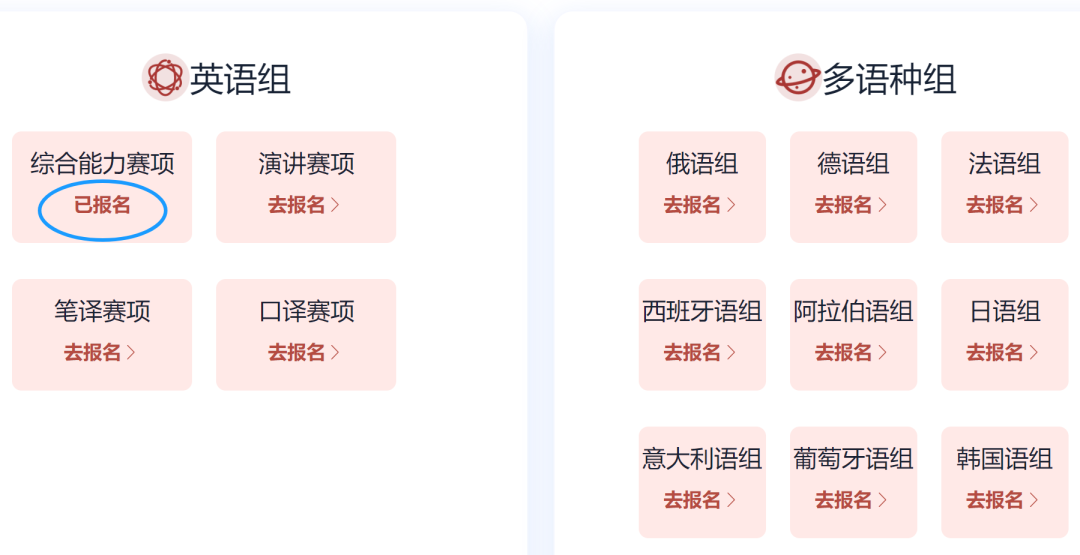 英语组
综合能力赛项
已报名
演讲赛项
去报名
笔译赛项
去报名
口译赛项
去报名
多语种组
俄语组
去报名
德语组
去报名
法语组
去报名
西班牙语组
去报名
阿拉伯语组
去报名
日语组
去报名
意大利语组
去报名
葡萄牙语组
去报名
韩国语组
去报名